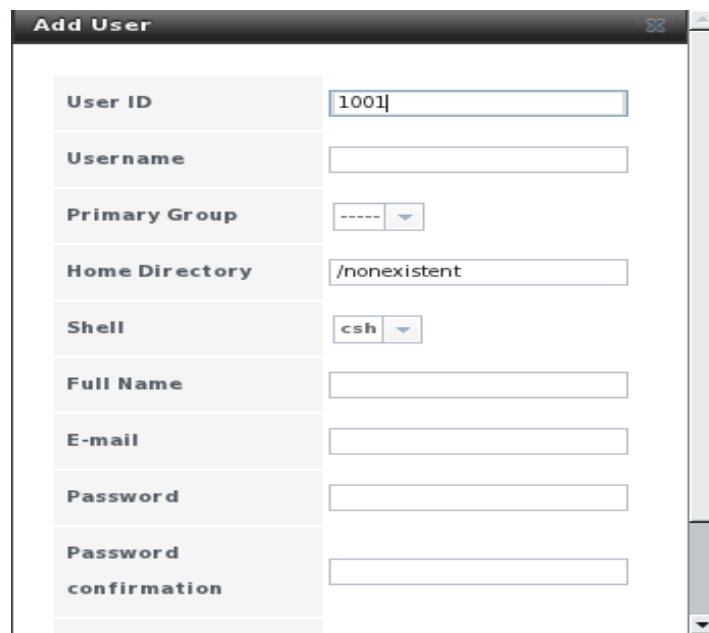 Add User
User ID 1001
Username
Primary Group -----
Home Directory /nonexistent
Shell csh
Full Name
E-mail
Password
Password
confirmation